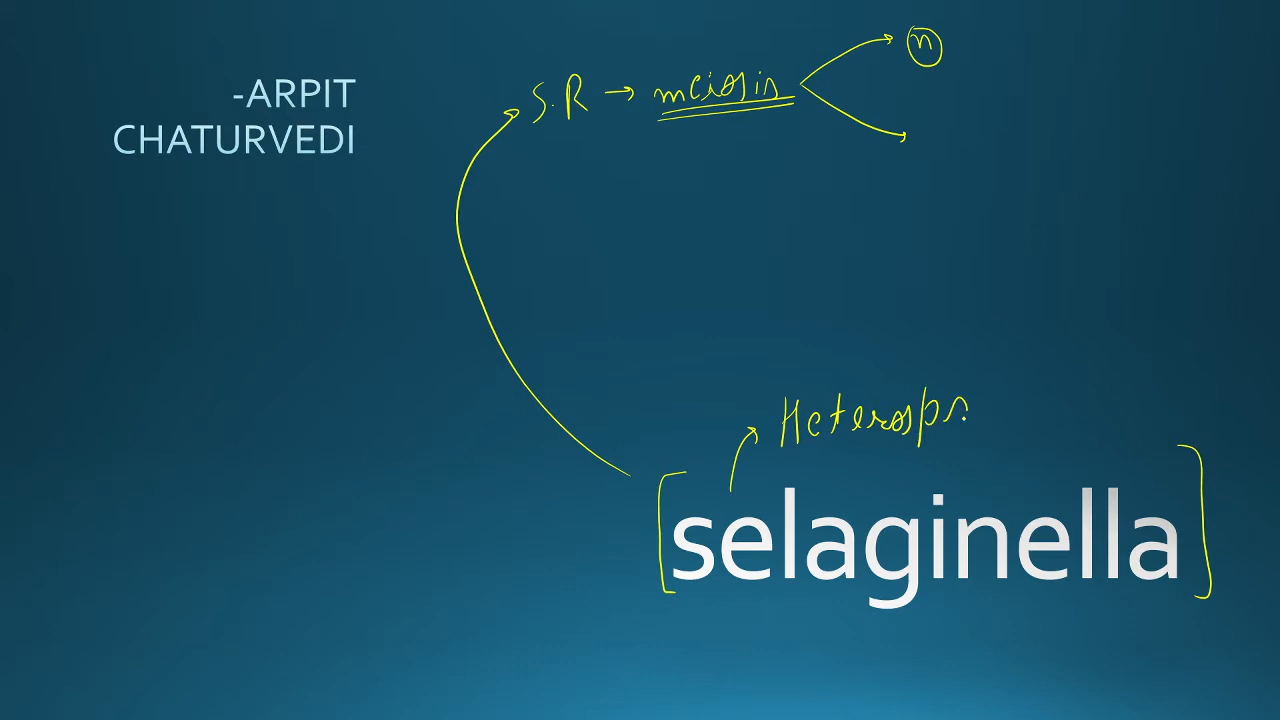 -ARPIT
CHATURVEDI
S.R → meiosis
n
Heterosp
selaginella